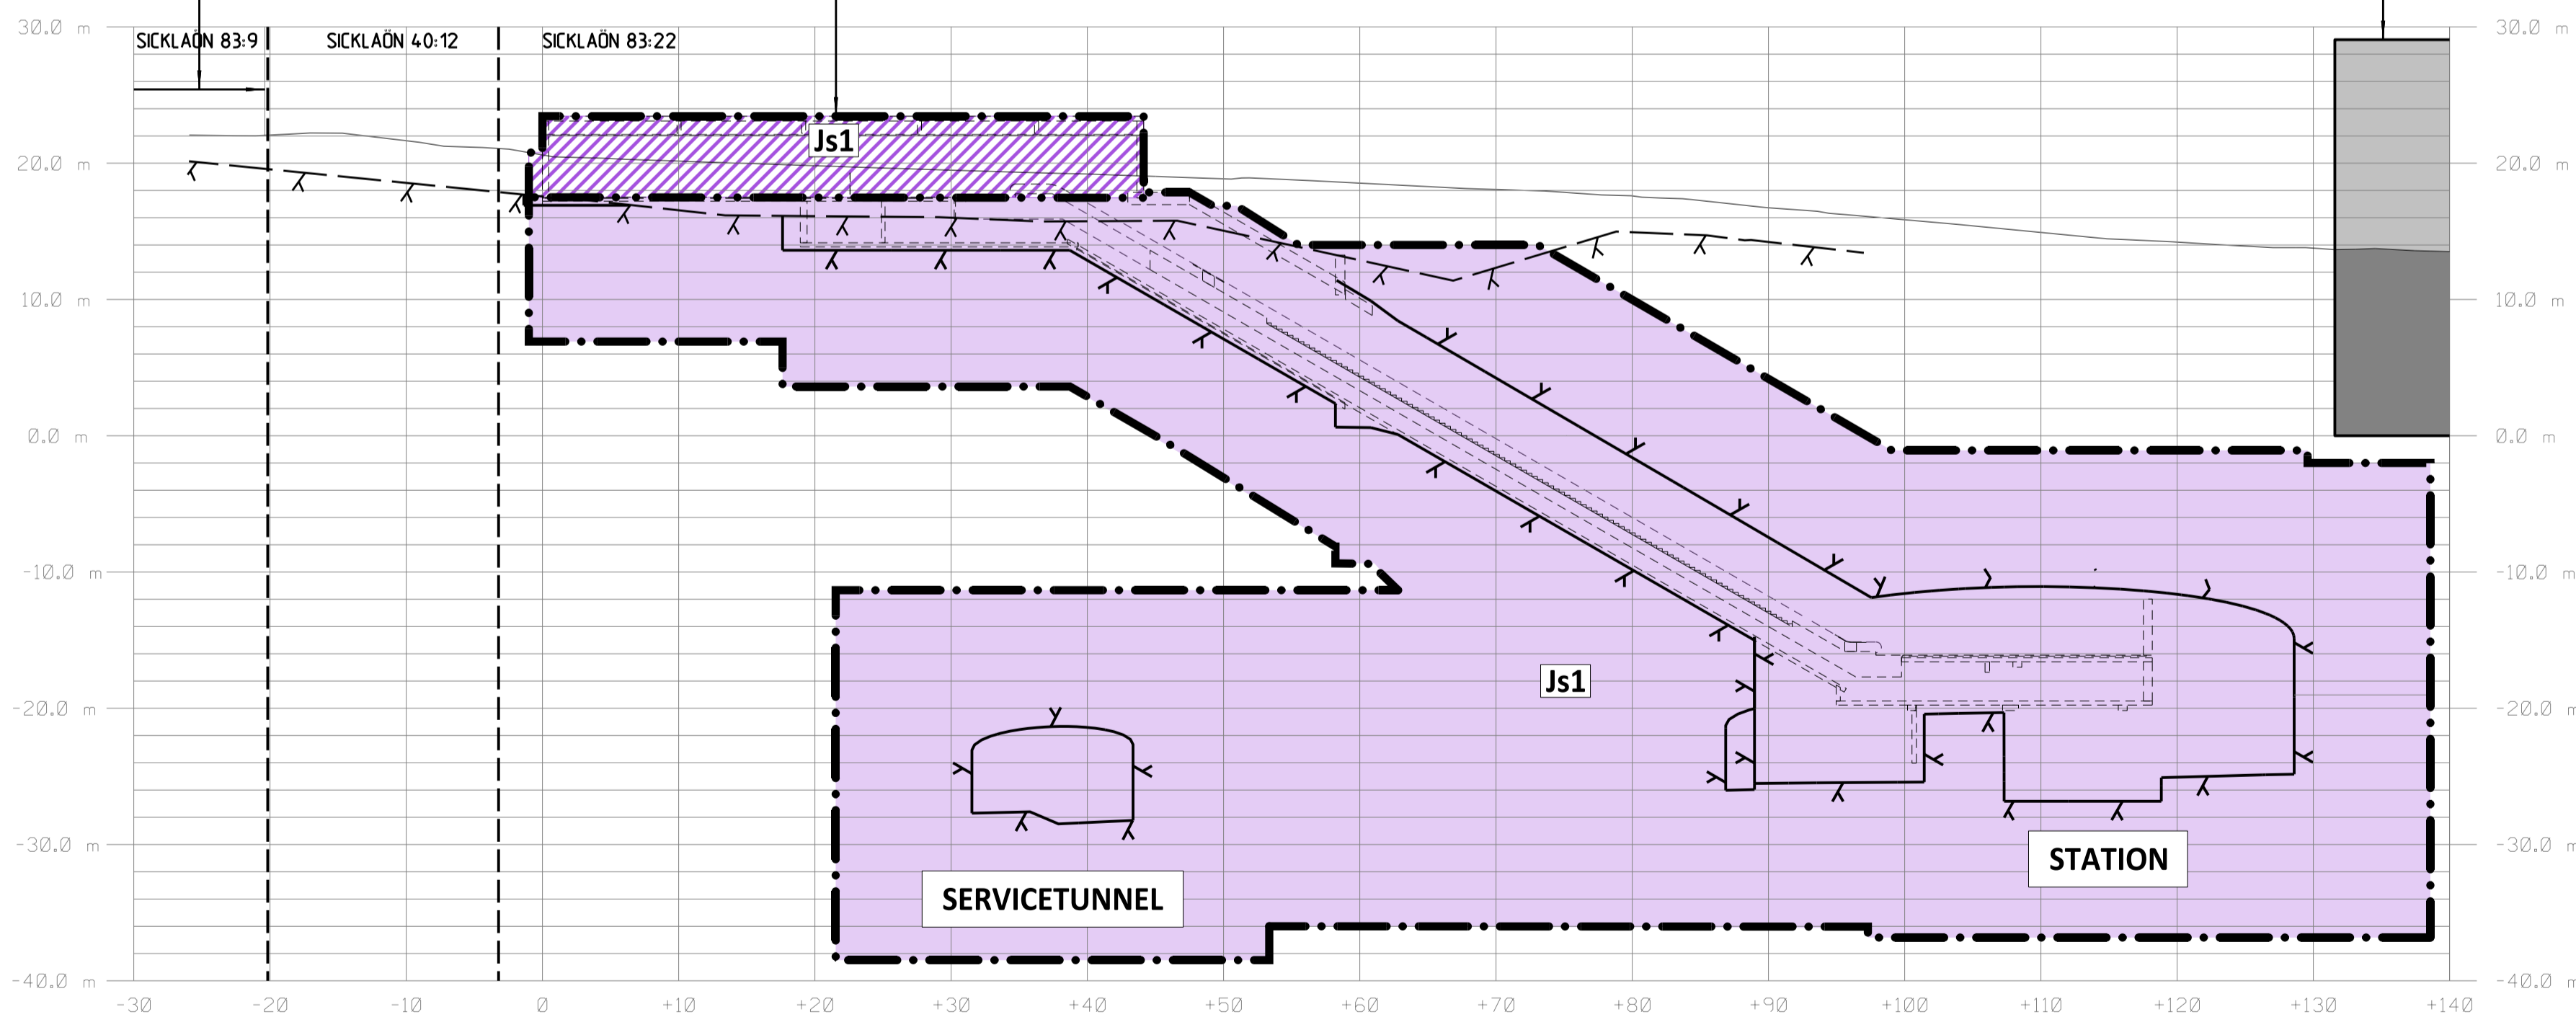 30.0 m
30.0 m
SICKLAÖN 83:9
SICKLAÖN 40:12
SICKLAÖN 83:22
Js1
20.0 m
20.0 m
10.0 m
10.0 m
0.0 m
0.0 m
-10.0 m
-10.0 m
Js1
-20.0 m
-20.0 m
-30.0 m
-30.0 m
STATION
SERVICETUNNEL
-40.0 m
-40.0 m
-30 -20 -10 0 +10 +20 +30 +40 +50 +60 +70 +80 +90 +100 +110 +120 +130 +140